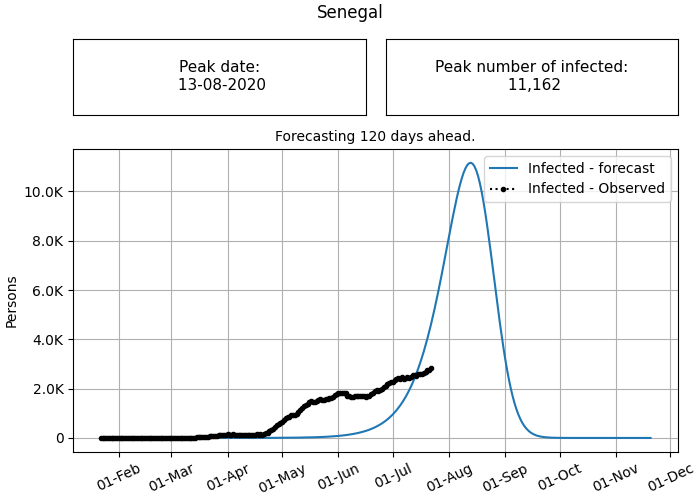 Senegal
Peak date:
13-08-2020
Peak number of infected:
11,162
Forecasting 120 days ahead.
Infected - forecast
Infected - Observed
Persons
10.0K
8.0K
6.0K
4.0K
2.0K
0
01-Feb
01-Mar
01-Apr
01-May
01-Jun
01-Jul
01-Aug
01-Sep
01-Oct
01-Nov
01-Dec